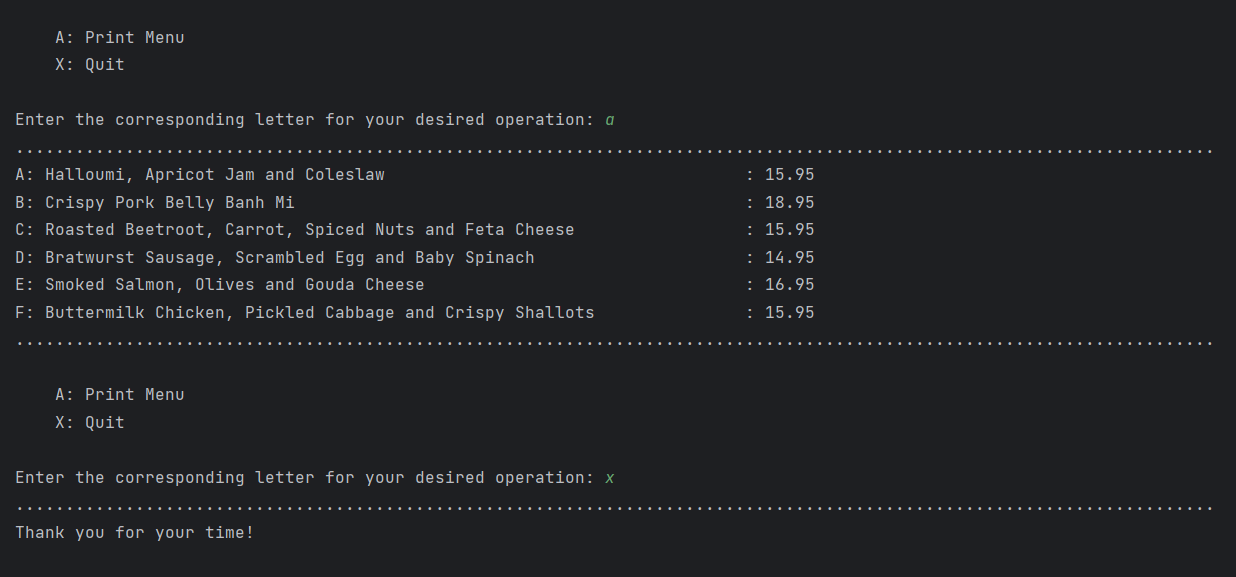 A: Print Menu
X: Quit
Enter the corresponding letter for your desired operation: a
........................................................................................................................
A: Halloumi, Apricot Jam and Coleslaw                                    : 15.95
B: Crispy Pork Belly Banh Mi                                             : 18.95
C: Roasted Beetroot, Carrot, Spiced Nuts and Feta Cheese                 : 15.95
D: Bratwurst Sausage, Scrambled Egg and Baby Spinach                     : 14.95
E: Smoked Salmon, Olives and Gouda Cheese                                : 16.95
F: Buttermilk Chicken, Pickled Cabbage and Crispy Shallots               : 15.95
........................................................................................................................
A: Print Menu
X: Quit
Enter the corresponding letter for your desired operation: x
........................................................................................................................
Thank you for your time!